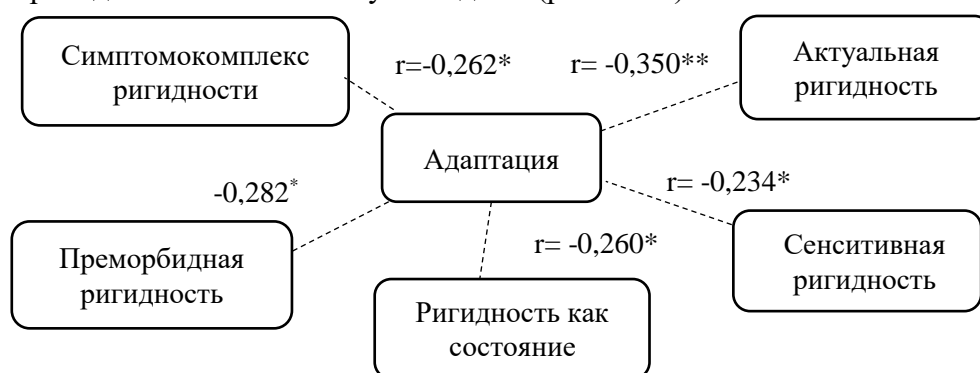 Симптомокомплекс
ригидности
r=-0,262*
r= -0,350**
Актуальная
ригидность
Адаптация
-0,282*
r= -0,234*
Преморбидная
ригидность
r= -0,260*
Сенситивная
ригидность
Ригидность как
состояние